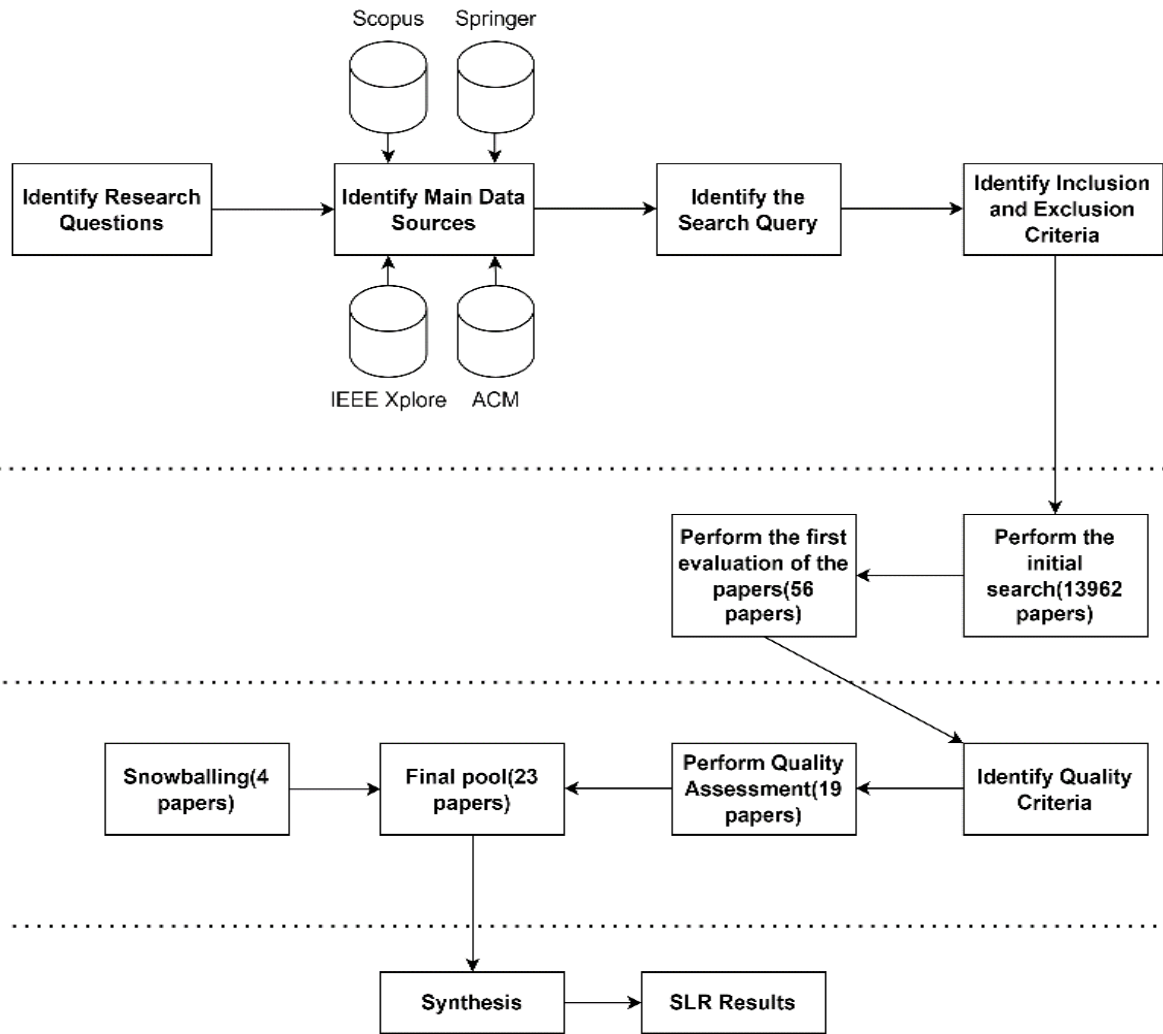 Scopus
Springer
Identify Research
Questions
Identify Main Data
Sources
Identify the
Search Query
Identify Inclusion
and Exclusion
Criteria
IEEE Xplore
ACM
Perform the first
evaluation of the
papers(56
papers)
Perform the
initial
search(13962
papers)
Snowballing(4
papers)
Final pool(23
papers)
Perform Quality
Assessment(19
papers)
Identify Quality
Criteria
Synthesis
SLR Results